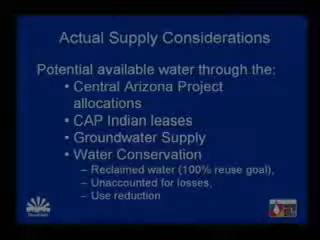 Actual Supply Considerations
Potential available water through the:
• Central Arizona Project
allocations
• CAP Indian leases
• Groundwater Supply
• Water Conservation
– Reclaimed water (100% reuse goal),
– Unaccounted for losses,
– Use reduction